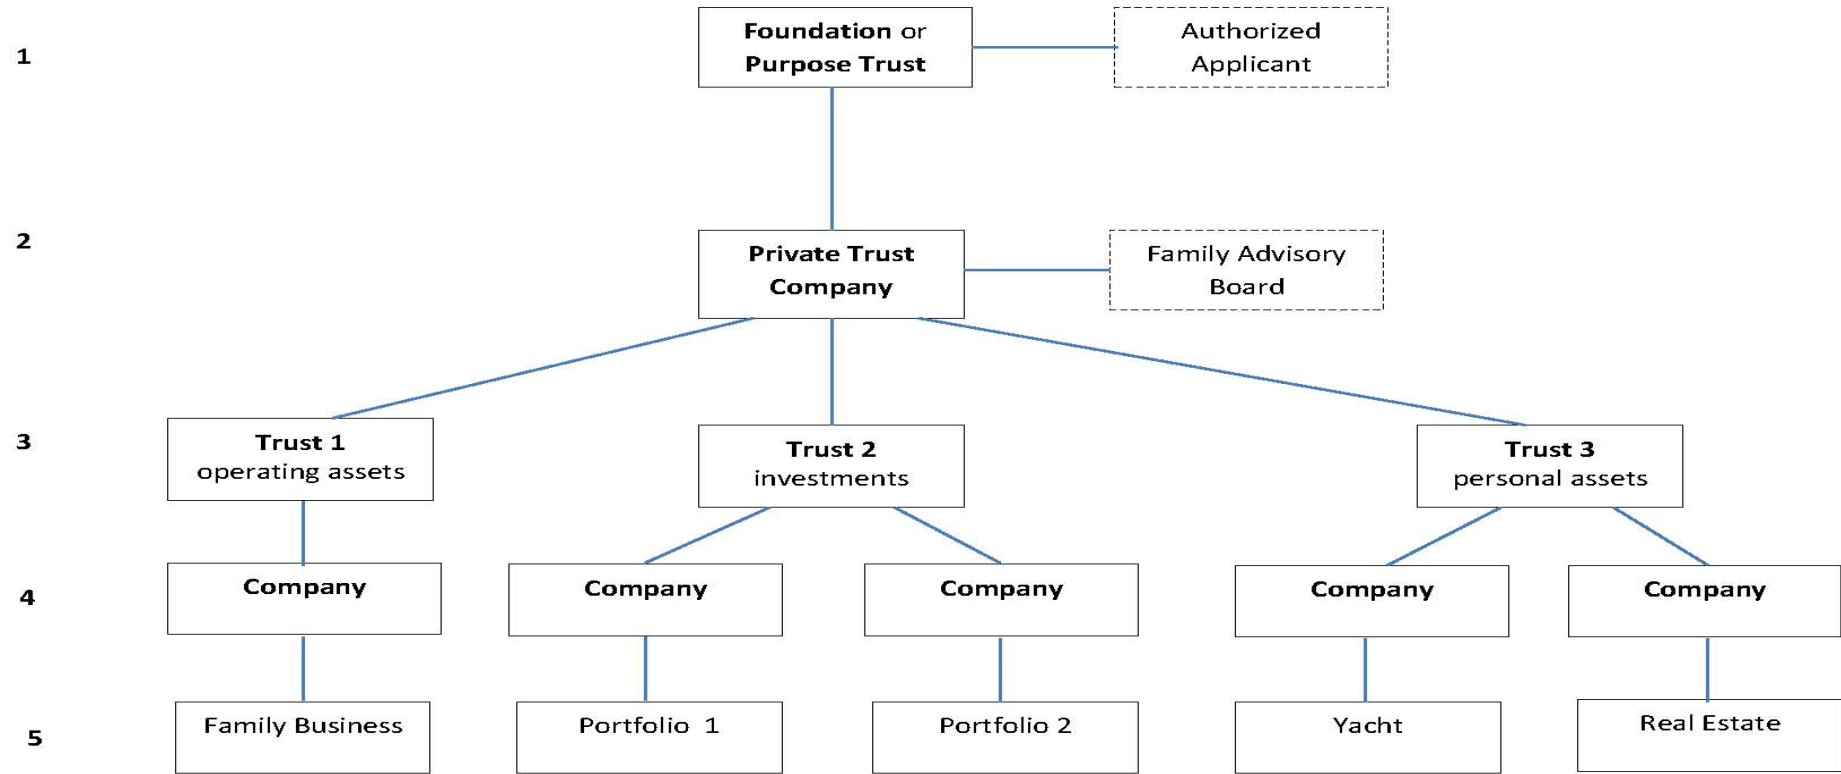 1
Foundation or
Purpose Trust
Authorized
Applicant
2
Private Trust
Company
Family Advisory
Board
3
Trust 1
operating assets
Trust 2
investments
Trust 3
personal assets
4
Company
Company
Company
Company
Company
5
Family Business
Portfolio 1
Portfolio 2
Yacht
Real Estate